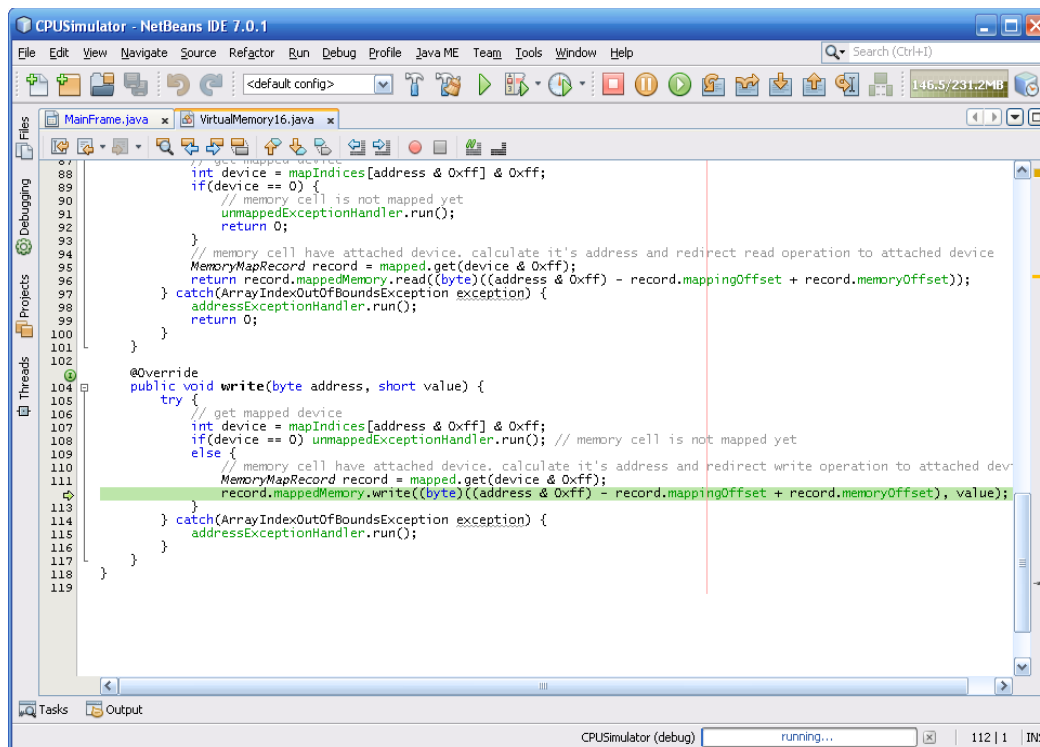 CPUSimulator - NetBeans IDE 7.0.1
File Edit View Navigate Source Refactor Run Debug Profile Java ME Team Tools Window Help
Search (Ctrl+I)
<default config>
146.5/231.2MB
Files
Debugging
Projects
Threads
MainFrame.java x VirtualMemory16.java x
87 // get mapped device
88 int device = mapIndices[address & 0xff] & 0xff;
89 if(device == 0) {
90 // memory cell is not mapped yet
91 unmappedExceptionHandler.run();
92 return 0;
93 }
94 // memory cell have attached device. calculate it's address and redirect read operation to attached device
95 MemoryMapRecord record = mapped.get(device & 0xff);
96 return record.mappedMemory.read((byte)((address & 0xff) - record.mappingOffset + record.memoryOffset));
97 } catch(ArrayIndexOutOfBoundsException exception) {
98 addressExceptionHandler.run();
99 return 0;
100 }
101 }
102
@Override
104 public void write(byte address, short value) {
105 try {
106 // get mapped device
107 int device = mapIndices[address & 0xff] & 0xff;
108 if(device == 0) unmappedExceptionHandler.run(); // memory cell is not mapped yet
109 else {
110 // memory cell have attached device. calculate it's address and redirect write operation to attached dev
111 MemoryMapRecord record = mapped.get(device & 0xff);
record.mappedMemory.write((byte)((address & 0xff) - record.mappingOffset + record.memoryOffset), value);
113 }
114 } catch(ArrayIndexOutOfBoundsException exception) {
115 addressExceptionHandler.run();
116 }
117 }
118 }
119
Tasks Output
CPUSimulator (debug) running... 112 | 1 INS